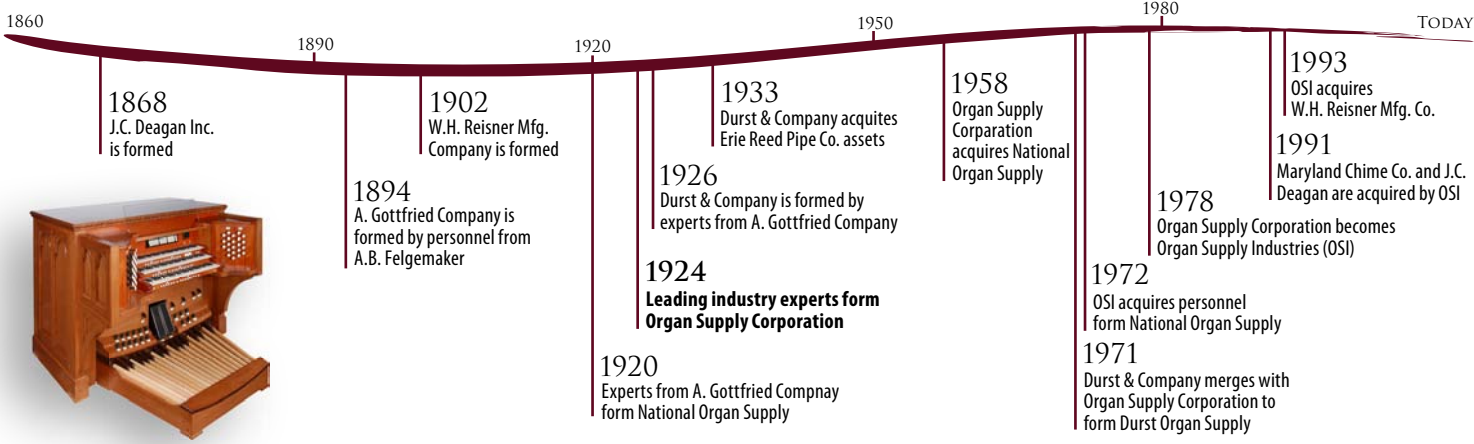 1860
1890
1920
1950
1980
TODAY
1868
J.C. Deagan Inc.
is formed
1894
A. Gottfried Company is
formed by personnel from
A.B. Felgemaker
1902
W.H. Reisner Mfg.
Company is formed
1920
Experts from A. Gottfried Compnay
form National Organ Supply
1924
Leading industry experts form
Organ Supply Corporation
1926
Durst & Company is formed by
experts from A. Gottfried Company
1933
Durst & Company acquites
Erie Reed Pipe Co. assets
1958
Organ Supply
Corparation
acquires National
Organ Supply
1971
Durst & Company merges with
Organ Supply Corporation to
form Durst Organ Supply
1972
OSI acquires personnel
form National Organ Supply
1978
Organ Supply Corporation becomes
Organ Supply Industries (OSI)
1991
Maryland Chime Co. and J.C.
Deagan are acquired by OSI
1993
OSI acquires
W.H. Reisner Mfg. Co.